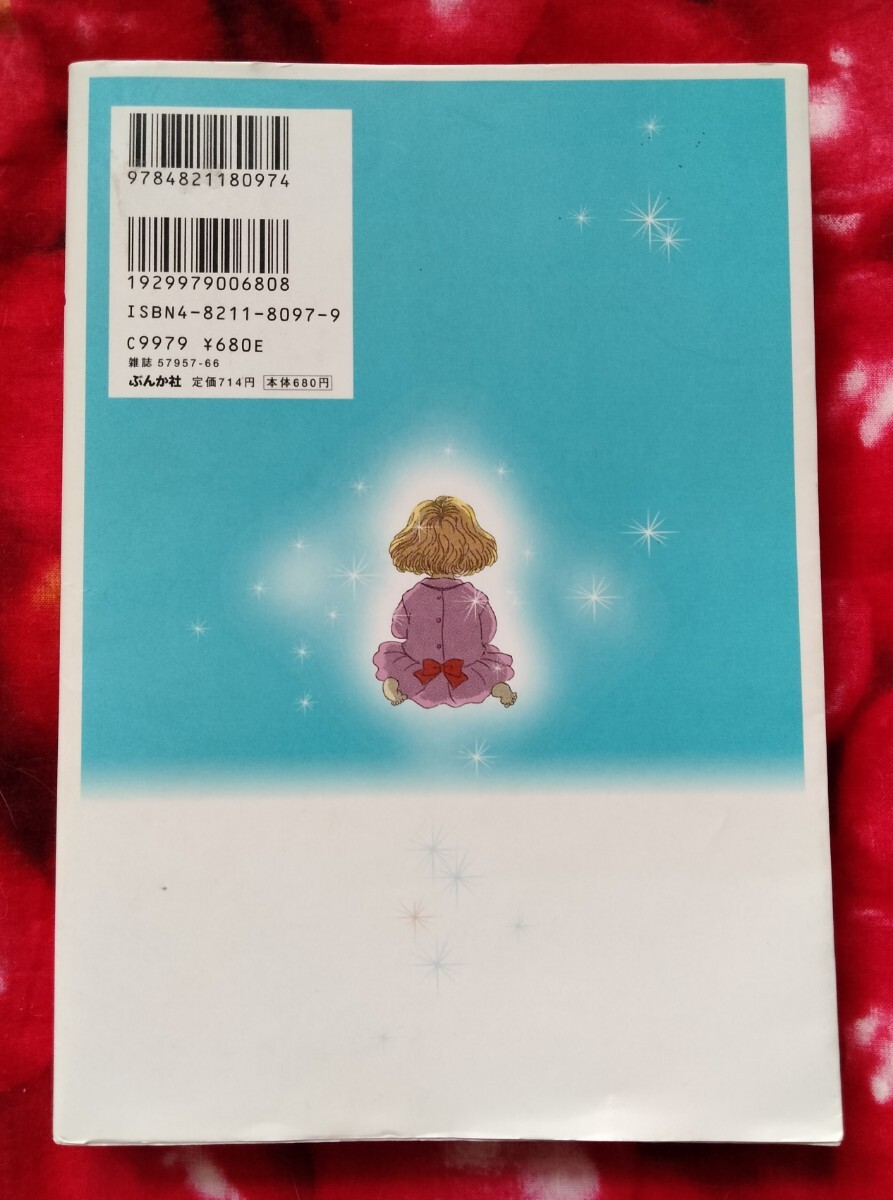 9784821180974
1929979006808
ISBN4-8211-8097-9
C9979 ¥680E
雑誌 57957-66
ぶんか社 定価714円 本体680円